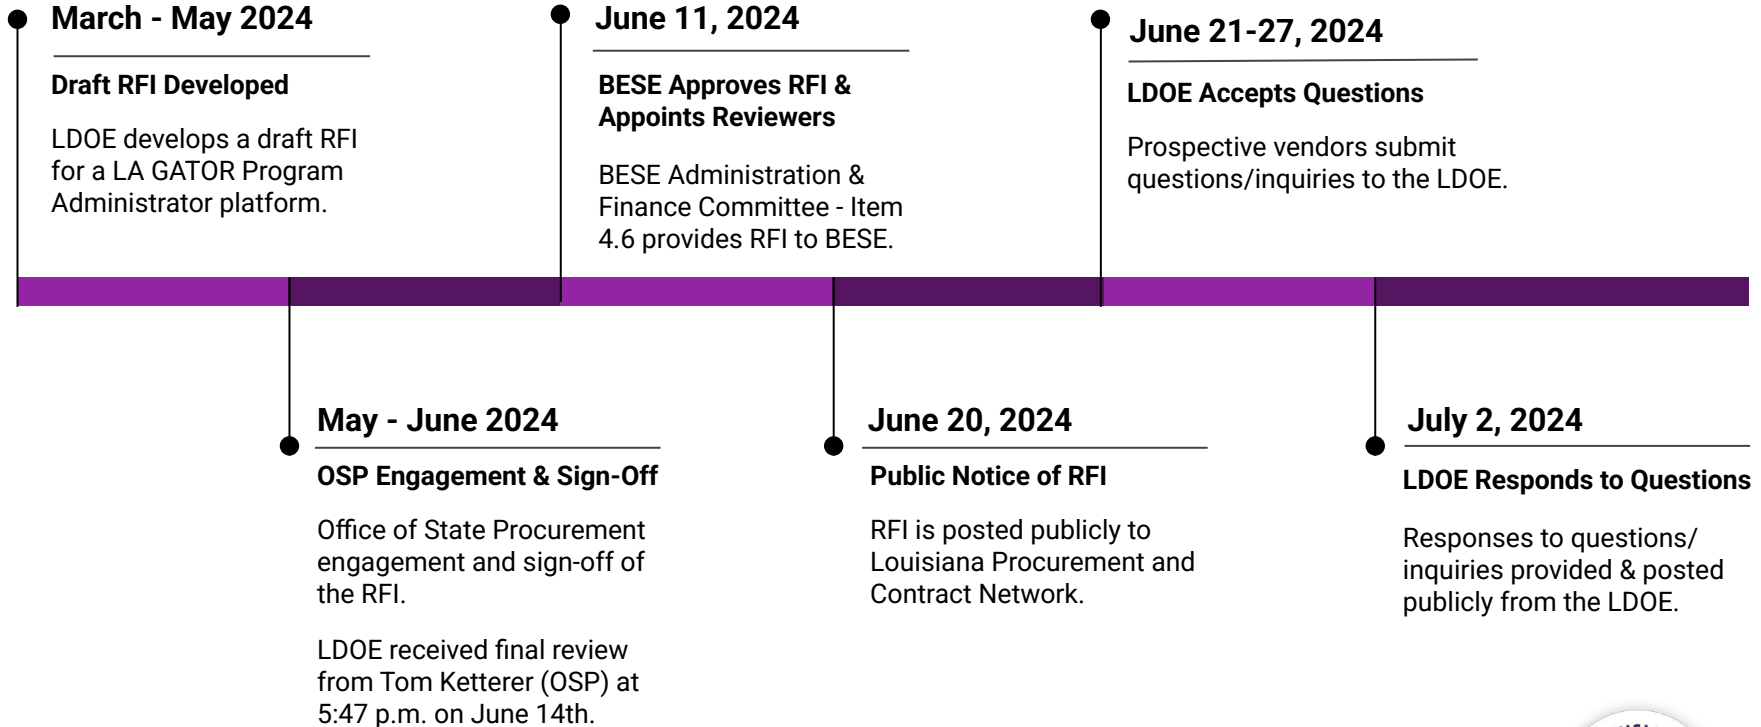 March - May 2024
Draft RFI Developed
LDOE develops a draft RFI
for a LA GATOR Program
Administrator platform.
May - June 2024
OSP Engagement & Sign-Off
Office of State Procurement
engagement and sign-off of
the RFI.
LDOE received final review
from Tom Ketterer (OSP) at
5:47 p.m. on June 14th.
June 11, 2024
BESE Approves RFI &
Appoints Reviewers
BESE Administration &
Finance Committee - Item
4.6 provides RFI to BESE.
June 20, 2024
Public Notice of RFI
RFI is posted publicly to
Louisiana Procurement and
Contract Network.
June 21-27, 2024
LDOE Accepts Questions
Prospective vendors submit
questions/inquiries to the LDOE.
July 2, 2024
LDOE Responds to Questions
Responses to questions/
inquiries provided & posted
publicly from the LDOE.